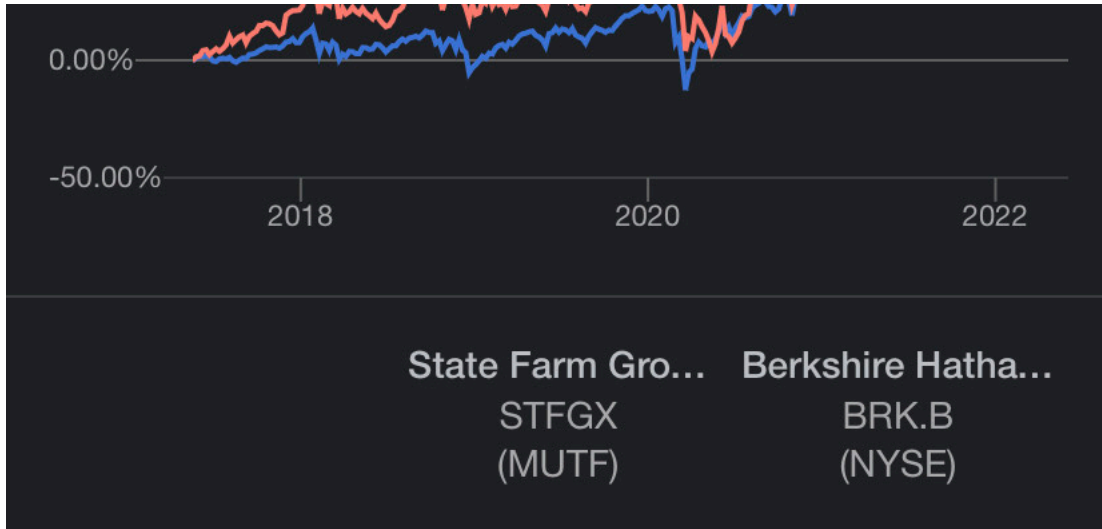 0.00%
-50.00%
2018 2020 2022
State Farm Gro... Berkshire Hatha...
STFGX BRK.B
(MUTF) (NYSE)